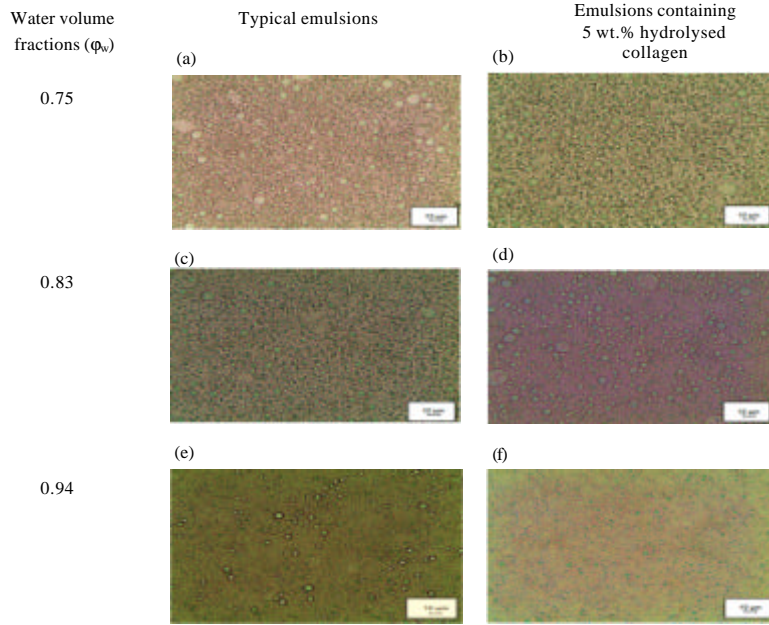 Water volume
fractions (φw)
Typical emulsions
Emulsions containing
5 wt.% hydrolysed
collagen
(a)
(b)
0.75
(c)
(d)
0.83
(e)
(f)
0.94